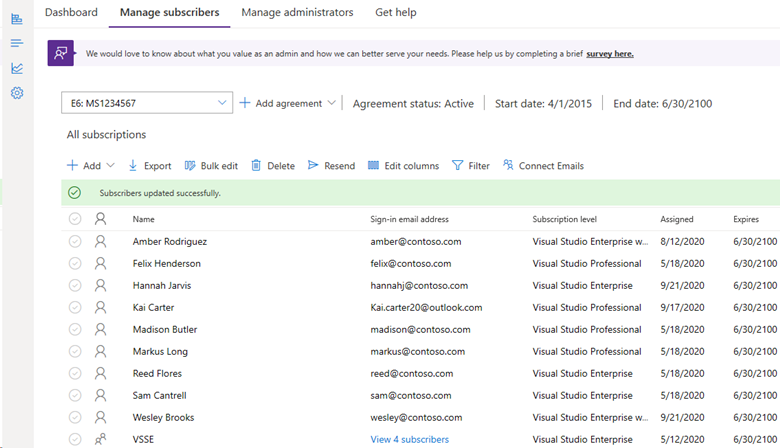 Dashboard Manage subscribers Manage administrators Get help
We would love to know about what you value as an admin and how we can better serve your needs. Please help us by completing a brief survey here.
E6: MS1234567 Add agreement Agreement status: Active Start date: 4/1/2015 End date: 6/30/2100
All subscriptions
Add Export Bulk edit Delete Resend Edit columns Filter Connect Emails
Subscribers updated successfully.
Name Sign-in email address Subscription level Assigned Expires
Amber Rodriguez amber@contoso.com Visual Studio Enterprise w... 8/12/2020 6/30/2100
Felix Henderson felix@contoso.com Visual Studio Professional 5/18/2020 6/30/2100
Hannah Jarvis hannahj@contoso.com Visual Studio Enterprise 9/21/2020 6/30/2100
Kai Carter Kai.carter20@outlook.com Visual Studio Professional 9/17/2020 6/30/2100
Madison Butler madison@contoso.com Visual Studio Professional 5/18/2020 6/30/2100
Markus Long markus@contoso.com Visual Studio Professional 5/18/2020 6/30/2100
Reed Flores reed@contoso.com Visual Studio Enterprise 5/18/2020 6/30/2100
Sam Cantrell sam@contoso.com Visual Studio Enterprise 5/18/2020 6/30/2100
Wesley Brooks wesley@contoso.com Visual Studio Enterprise w... 9/21/2020 6/30/2100
VSSE View 4 subscribers Visual Studio Enterprise 5/12/2020 6/30/2100